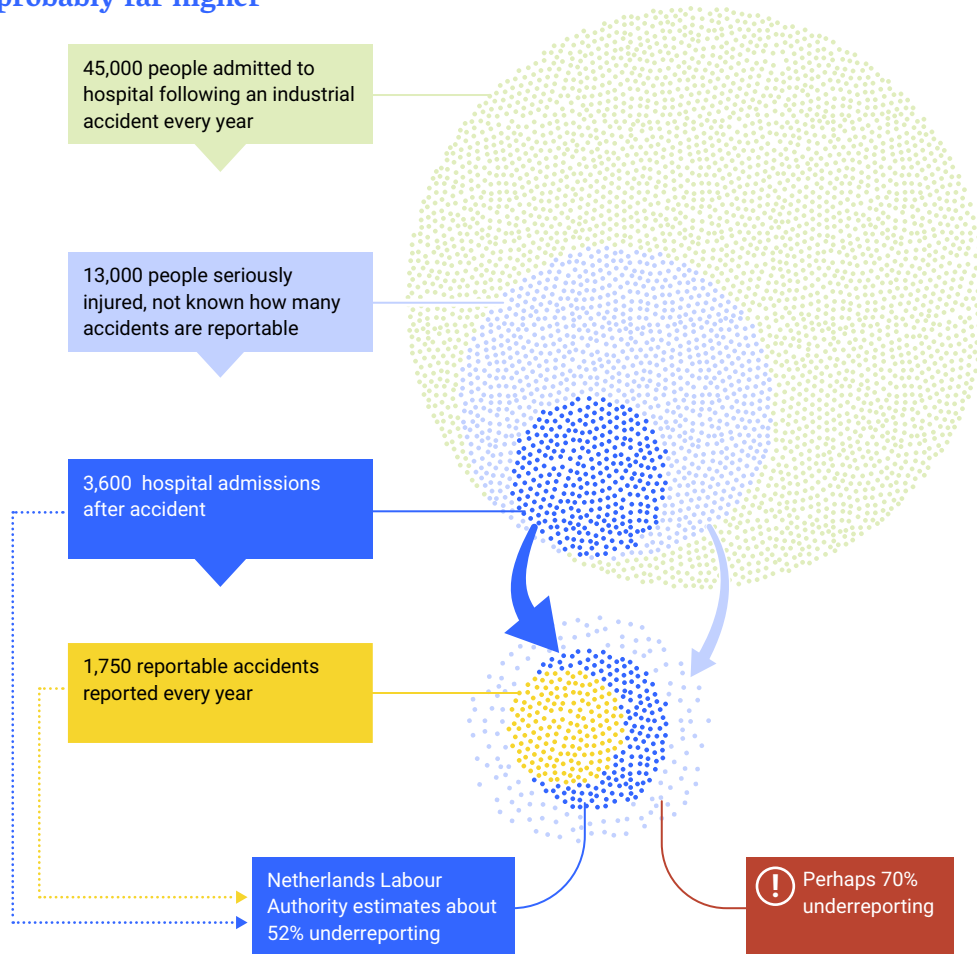 probably far higher
45,000 people admitted to
hospital following an industrial
accident every year
13,000 people seriously
injured, not known how many
accidents are reportable
3,600 hospital admissions
after accident
1,750 reportable accidents
reported every year
Netherlands Labour
Authority estimates about
52% underreporting
! Perhaps 70%
underreporting